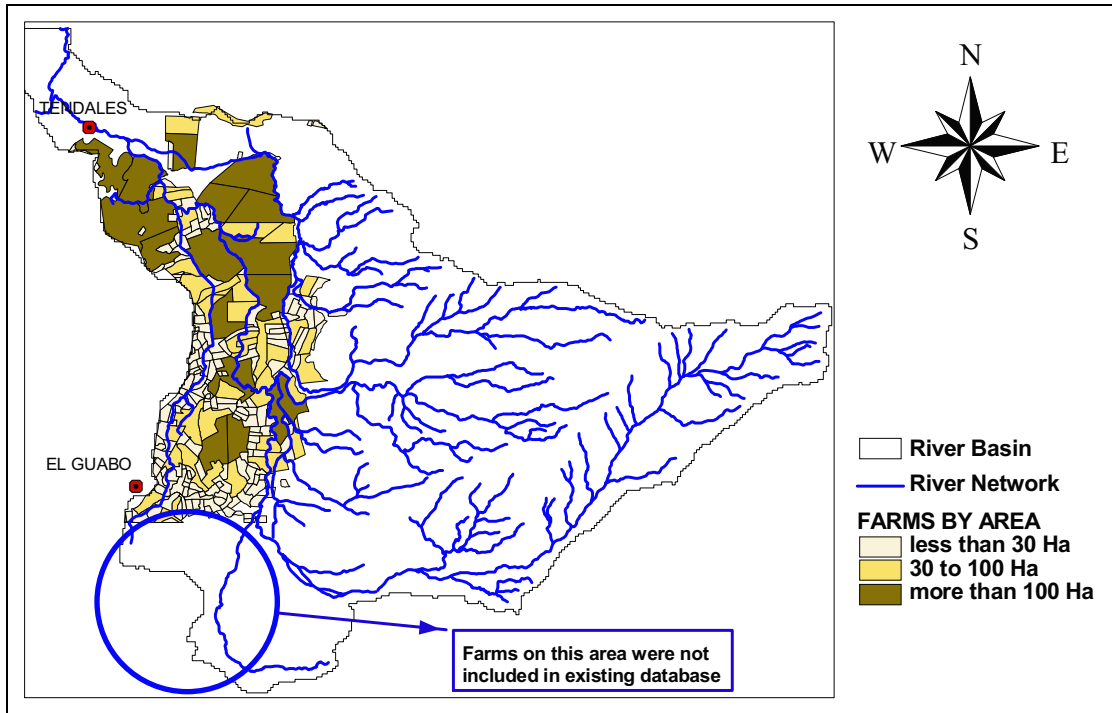 TENDALES
EL GUABO
Farms on this area were not
included in existing database
N
W
E
S
River Basin
River Network
FARMS BY AREA
less than 30 Ha
30 to 100 Ha
more than 100 Ha